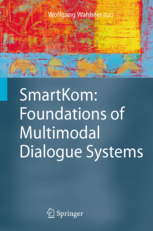 Wolfgang Wahlster Ed.
SmartKom:
Foundations of
Multimodal
Dialogue Systems
Springer